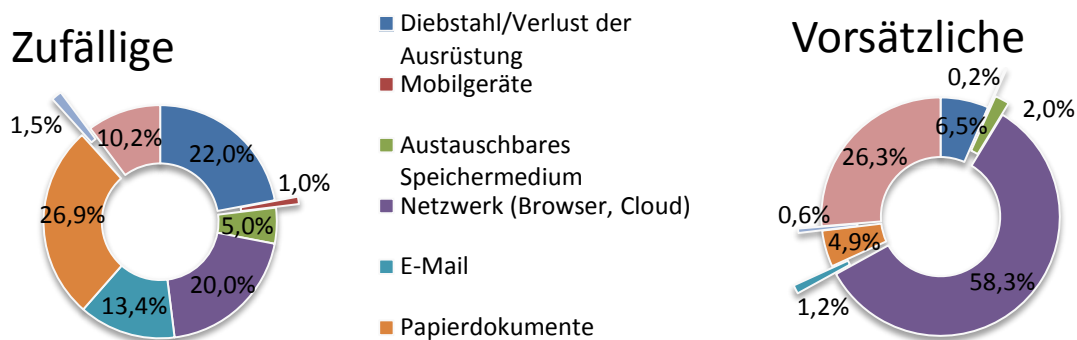 Zufällige
1,5%
10,2%
22,0%
1,0%
5,0%
26,9%
20,0%
13,4%
Diebstahl/Verlust der
Ausrüstung
Mobilgeräte
Austauschbares
Speichermedium
Netzwerk (Browser, Cloud)
E-Mail
Papierdokumente
Vorsätzliche
0,2%
2,0%
6,5%
26,3%
0,6%
4,9%
58,3%
1,2%